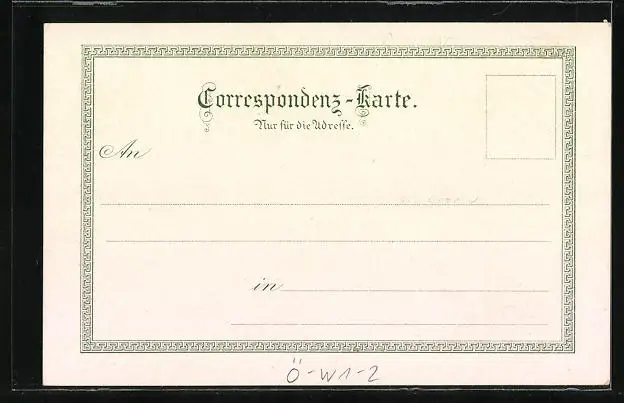 Correspondenz-Karte.
Nur für die Adresse.
An
in
Ö-W1-2